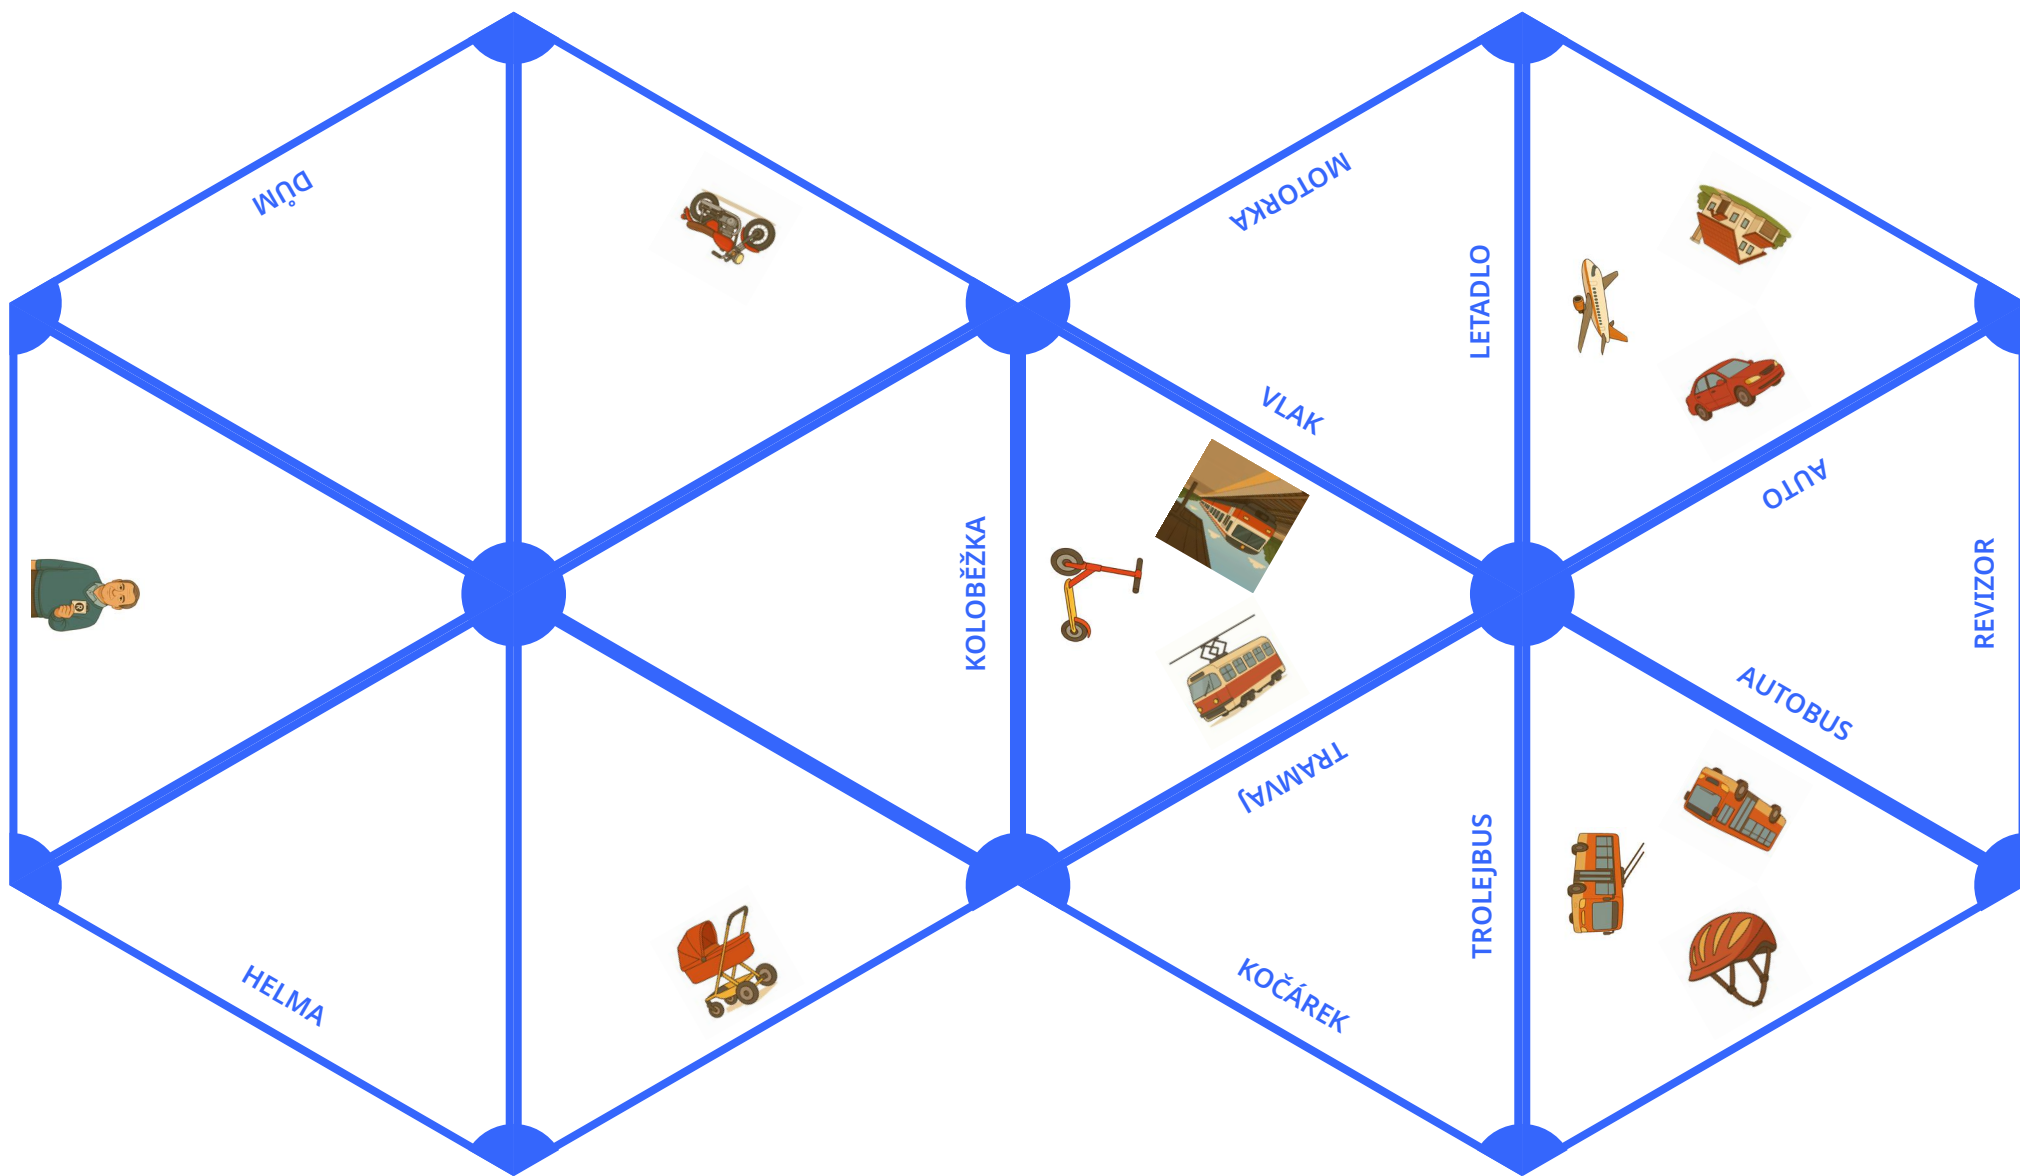 DŮM
MOTORKA
LETADLO
VLAK
AUTO
KOLOBĚŽKA
REVIZOR
AUTOBUS
TRAMVAJ
TROLEJBUS
HELMA
KOČÁREK